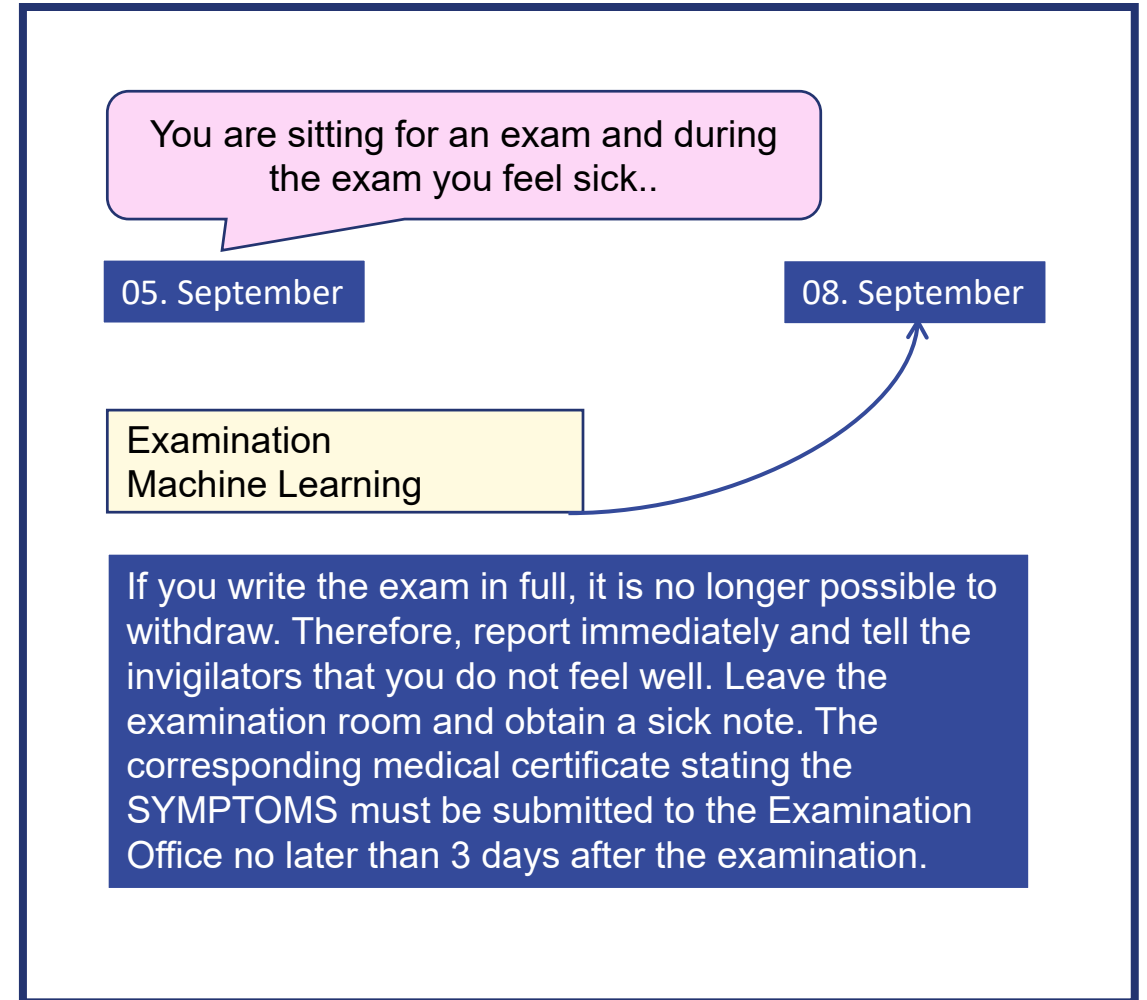 You are sitting for an exam and during
the exam you feel sick..
05. September
08. September
Examination
Machine Learning
If you write the exam in full, it is no longer possible to
withdraw. Therefore, report immediately and tell the
invigilators that you do not feel well. Leave the
examination room and obtain a sick note. The
corresponding medical certificate stating the
SYMPTOMS must be submitted to the Examination
Office no later than 3 days after the examination.